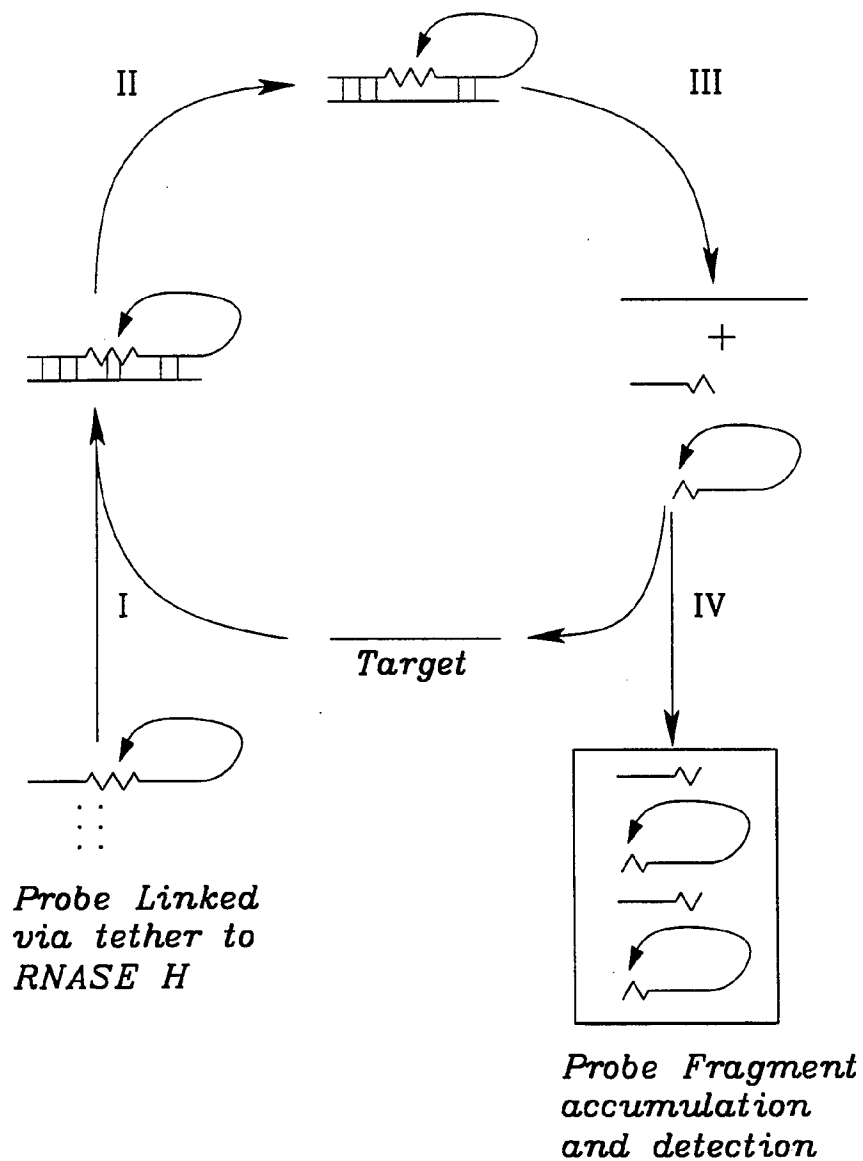 II
III
I
IV
Target
Probe Linked
via tether to
RNASE H
Probe Fragment
accumulation
and detection